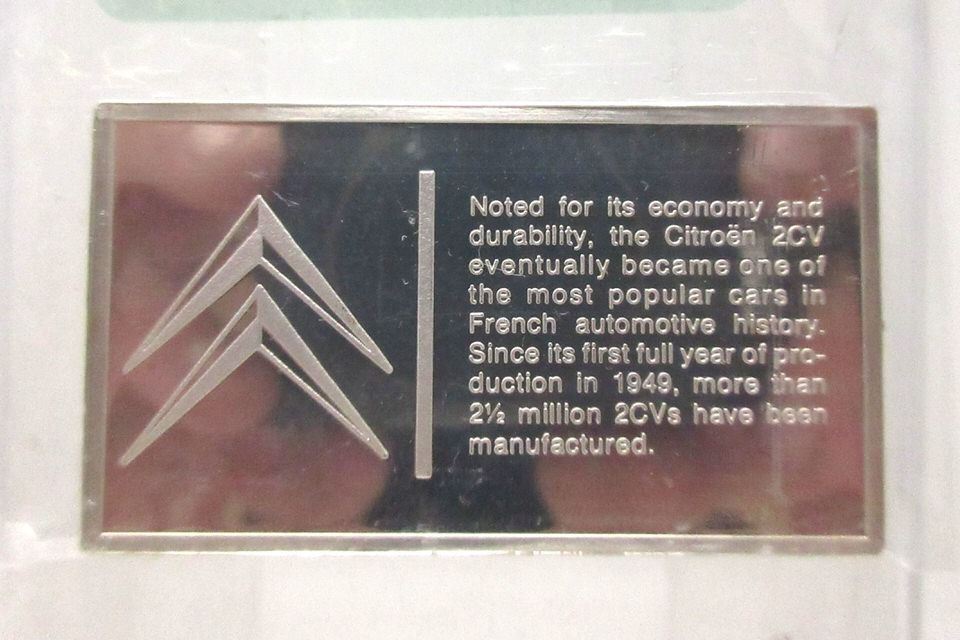 Noted for its economy and
durability, the Citroën 2CV
eventually became one of
the most popular cars in
French automotive history.
Since its first full year of pro-
duction in 1949, more than
2½ million 2CVs have been
manufactured.